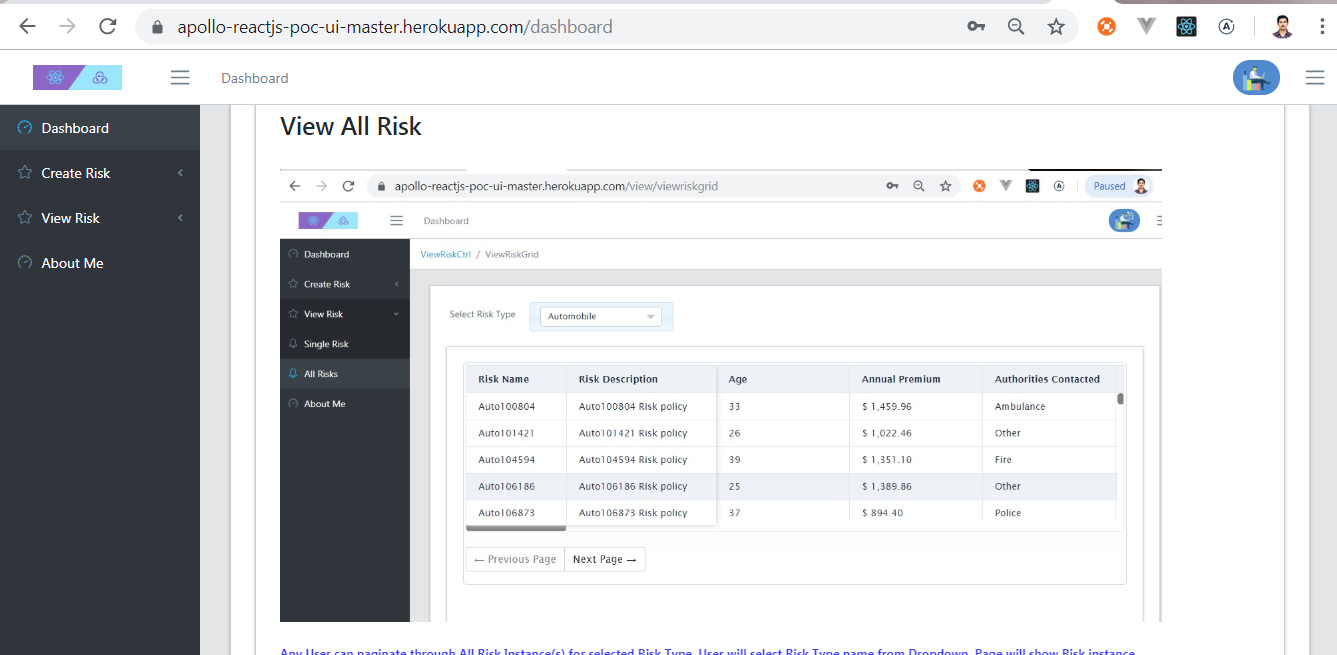 apollo-reactjs-poc-ui-master.herokuapp.com/dashboard
Dashboard
Dashboard
Create Risk
View Risk
About Me
View All Risk
apollo-reactjs-poc-ui-master.herokuapp.com/view/viewriskgrid
Paused
Dashboard
Dashboard
Create Risk
View Risk
Single Risk
All Risks
About Me
ViewRiskCtrl / ViewRiskGrid
Select Risk Type Automobile
Risk Name Risk Description Age Annual Premium Authorities Contacted
Auto100804 Auto100804 Risk policy 33 $ 1,459.96 Ambulance
Auto101421 Auto101421 Risk policy 26 $ 1,022.46 Other
Auto104594 Auto104594 Risk policy 39 $ 1,351.10 Fire
Auto106186 Auto106186 Risk policy 25 $ 1,389.86 Other
Auto106873 Auto106873 Risk policy 37 $ 894.40 Police
← Previous Page Next Page →
Any User can paginate through All Risk Instance(s) for selected Risk Type. User will select Risk Type name from Dropdown. Page will show Risk instance